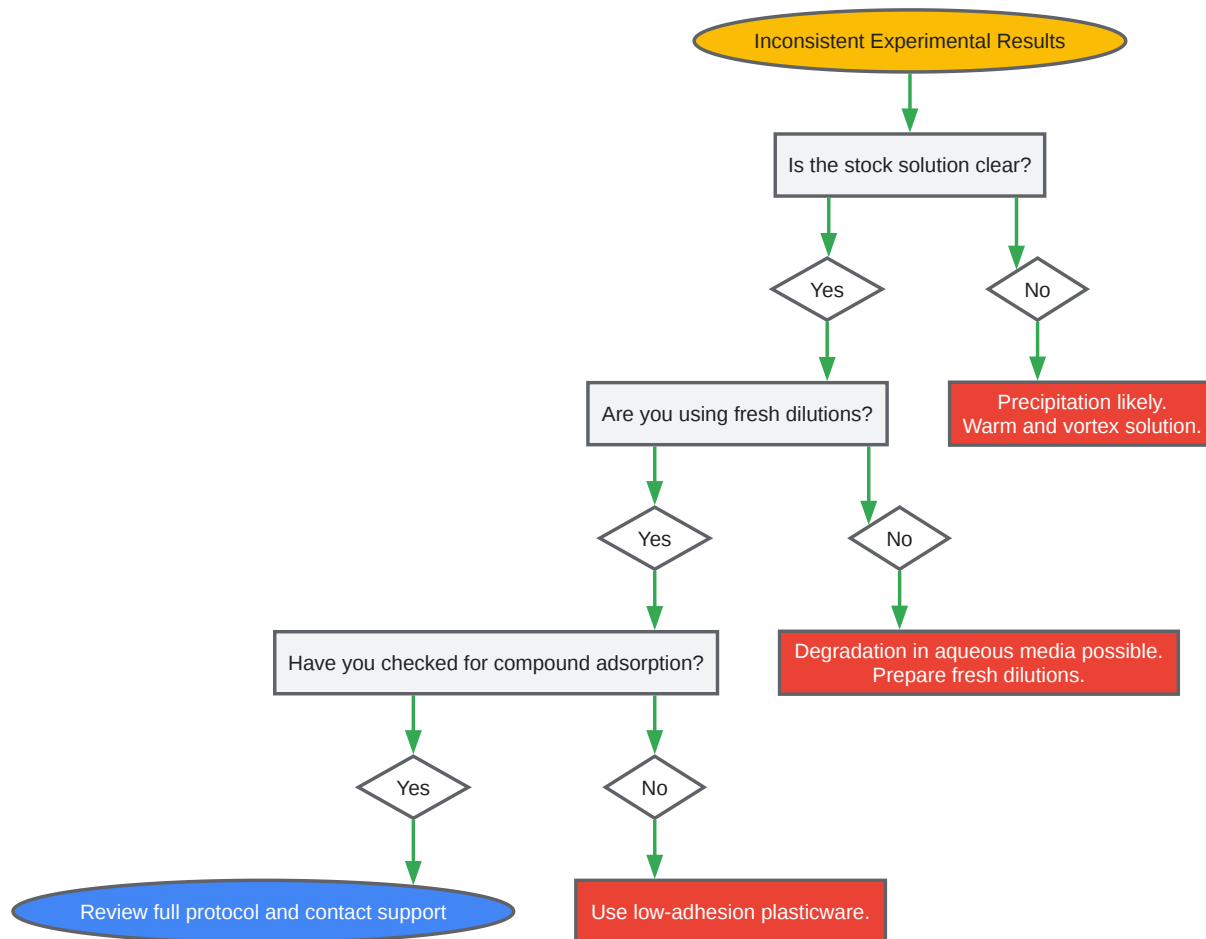 Inconsistent Experimental Results
Is the stock solution clear?
Yes
No
Precipitation likely.
Warm and vortex solution.
Are you using fresh dilutions?
Yes
No
Degradation in aqueous media possible.
Prepare fresh dilutions.
Have you checked for compound adsorption?
Yes
No
Review full protocol and contact support
Use low-adhesion plasticware.